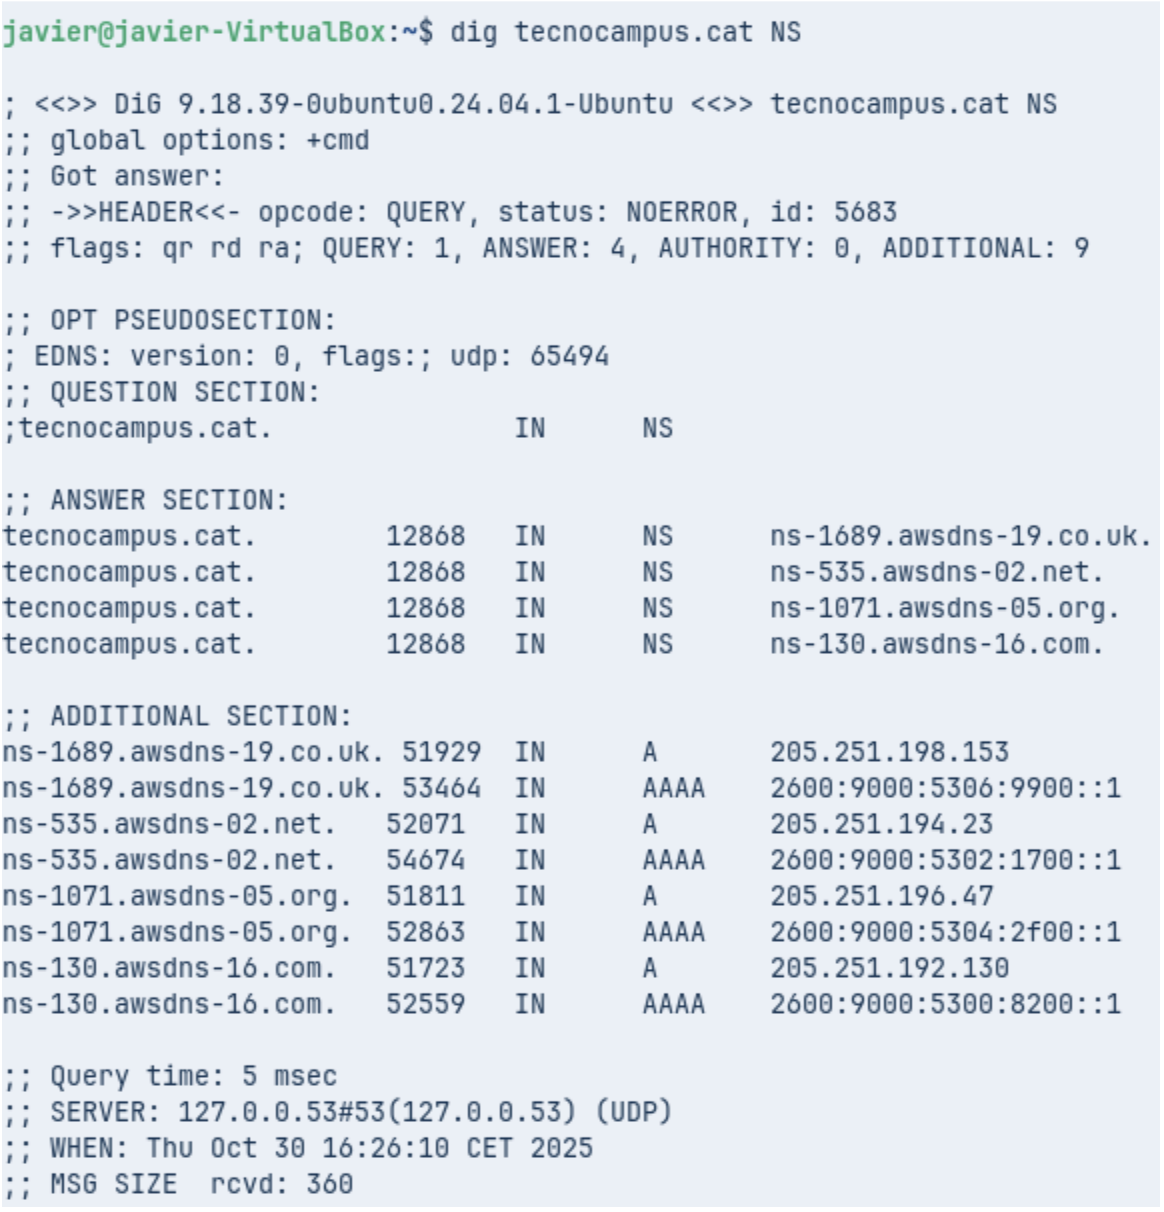 javier@javier-VirtualBox:~$ dig tecnocampus.cat NS

; <<>> DiG 9.18.39-0ubuntu0.24.04.1-Ubuntu <<>> tecnocampus.cat NS
;; global options: +cmd
;; Got answer:
;; ->>HEADER<<- opcode: QUERY, status: NOERROR, id: 5683
;; flags: qr rd ra; QUERY: 1, ANSWER: 4, AUTHORITY: 0, ADDITIONAL: 9

;; OPT PSEUDOSECTION:
; EDNS: version: 0, flags:; udp: 65494
;; QUESTION SECTION:
;tecnocampus.cat.               IN      NS

;; ANSWER SECTION:
tecnocampus.cat.        12868   IN      NS      ns-1689.awsdns-19.co.uk.
tecnocampus.cat.        12868   IN      NS      ns-535.awsdns-02.net.
tecnocampus.cat.        12868   IN      NS      ns-1071.awsdns-05.org.
tecnocampus.cat.        12868   IN      NS      ns-130.awsdns-16.com.

;; ADDITIONAL SECTION:
ns-1689.awsdns-19.co.uk. 51929  IN      A       205.251.198.153
ns-1689.awsdns-19.co.uk. 53464  IN      AAAA    2600:9000:5306:9900::1
ns-535.awsdns-02.net.   52071   IN      A       205.251.194.23
ns-535.awsdns-02.net.   54674   IN      AAAA    2600:9000:5302:1700::1
ns-1071.awsdns-05.org.  51811   IN      A       205.251.196.47
ns-1071.awsdns-05.org.  52863   IN      AAAA    2600:9000:5304:2f00::1
ns-130.awsdns-16.com.   51723   IN      A       205.251.192.130
ns-130.awsdns-16.com.   52559   IN      AAAA    2600:9000:5300:8200::1

;; Query time: 5 msec
;; SERVER: 127.0.0.53#53(127.0.0.53) (UDP)
;; WHEN: Thu Oct 30 16:26:10 CET 2025
;; MSG SIZE  rcvd: 360